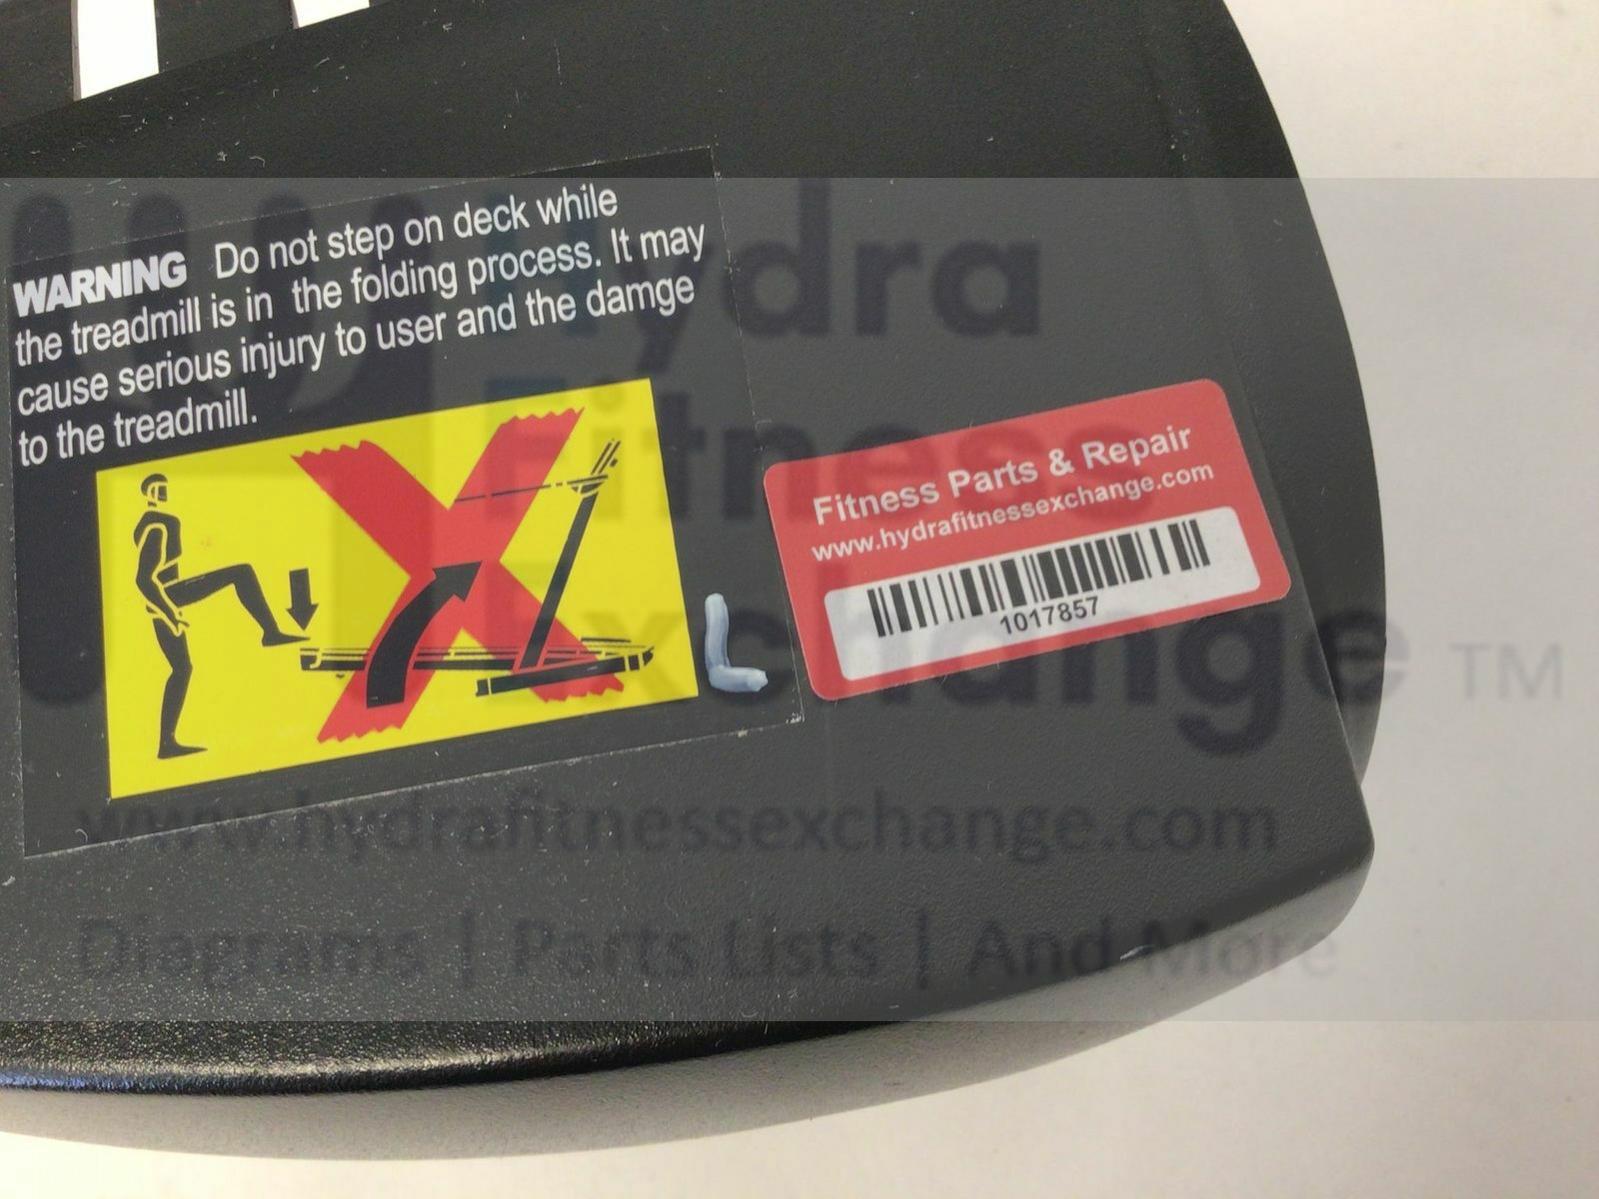 WARNING Do not step on deck while
the treadmill is in the folding process. It may
cause serious injury to user and the damge
to the treadmill.
L
Fitness Parts & Repair
www.hydrafitnessexchange.com
1017857
Hydra
Fitness
Exchange TM
www.hydrafitnessexchange.com
Diagrams | Parts Lists | And More